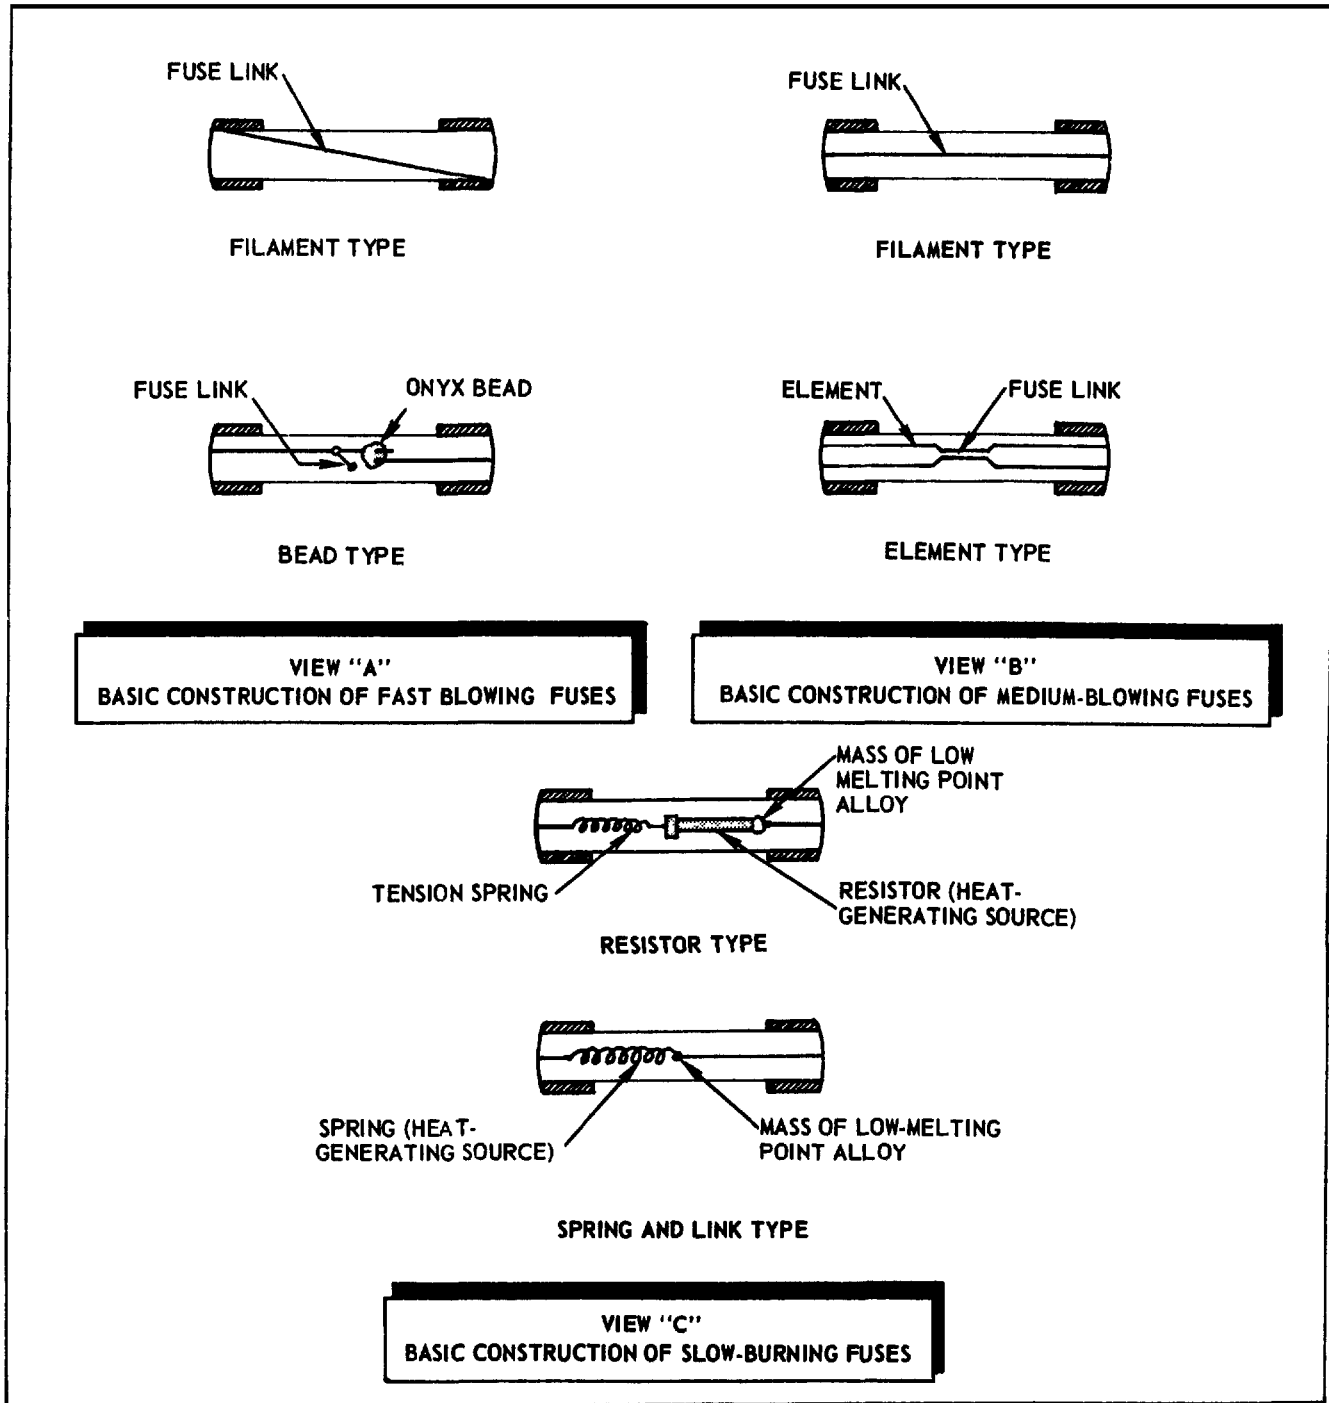 FUSE LINK
FILAMENT TYPE
FUSE LINK
FILAMENT TYPE
FUSE LINK
ONYX BEAD
BEAD TYPE
ELEMENT
FUSE LINK
ELEMENT TYPE
VIEW "A"
BASIC CONSTRUCTION OF FAST BLOWING FUSES
VIEW "B"
BASIC CONSTRUCTION OF MEDIUM-BLOWING FUSES
MASS OF LOW
MELTING POINT
ALLOY
TENSION SPRING
RESISTOR (HEAT-
GENERATING SOURCE)
RESISTOR TYPE
SPRING (HEAT-
GENERATING SOURCE)
MASS OF LOW-MELTING
POINT ALLOY
SPRING AND LINK TYPE
VIEW "C"
BASIC CONSTRUCTION OF SLOW-BURNING FUSES